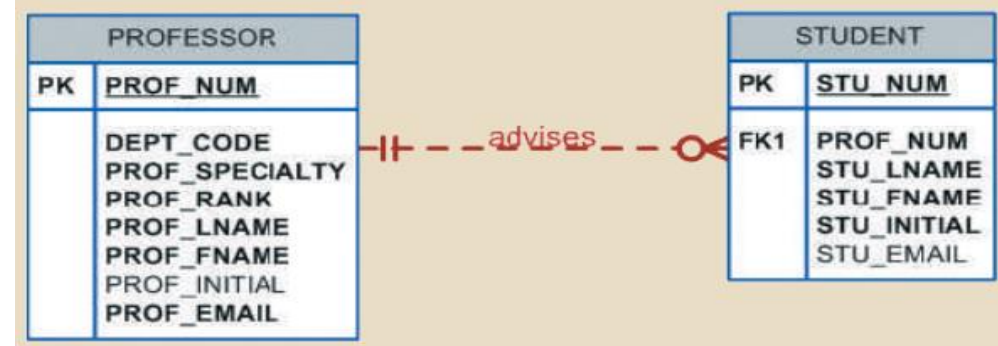 PROFESSOR
PK PROF_NUM
DEPT_CODE
PROF_SPECIALTY
PROF_RANK
PROF_LNAME
PROF_FNAME
PROF_INITIAL
PROF_EMAIL
advises
STUDENT
PK STU_NUM
FK1 PROF_NUM
STU_LNAME
STU_FNAME
STU_INITIAL
STU_EMAIL